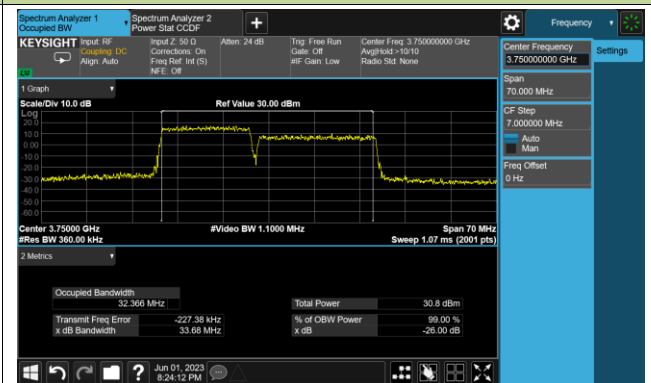 Spectrum Analyzer 1
Occupied BW
Spectrum Analyzer 2
Power Stat CCDF
+
Frequency
KEYSIGHT
Input: RF
Coupling: DC
Align: Auto
Input Z: 50 Ω
Corrections: On
Freq Ref: Int (S)
NFE: Off
Atten: 24 dB
Trig: Free Run
Gate: Off
#IF Gain: Low
Center Freq: 3.750000000 GHz
Avg|Hold:>10/10
Radio Std: None
Center Frequency
3.750000000 GHz
Settings
Span
70.000 MHz
CF Step
7.000000 MHz
Auto
Man
Freq Offset
0 Hz
1 Graph
Scale/Div 10.0 dB
Ref Value 30.00 dBm
Log
20.0
10.0
0.00
-10.0
-20.0
-30.0
-40.0
-50.0
-60.0
Center 3.75000 GHz
#Video BW 1.1000 MHz
Span 70 MHz
#Res BW 360.00 kHz
Sweep 1.07 ms (2001 pts)
2 Metrics
Occupied Bandwidth
32.366 MHz
Total Power
30.8 dBm
Transmit Freq Error
-227.38 kHz
% of OBW Power
99.00 %
x dB Bandwidth
33.68 MHz
x dB
-26.00 dB
?
Jun 01, 2023
8:24:12 PM